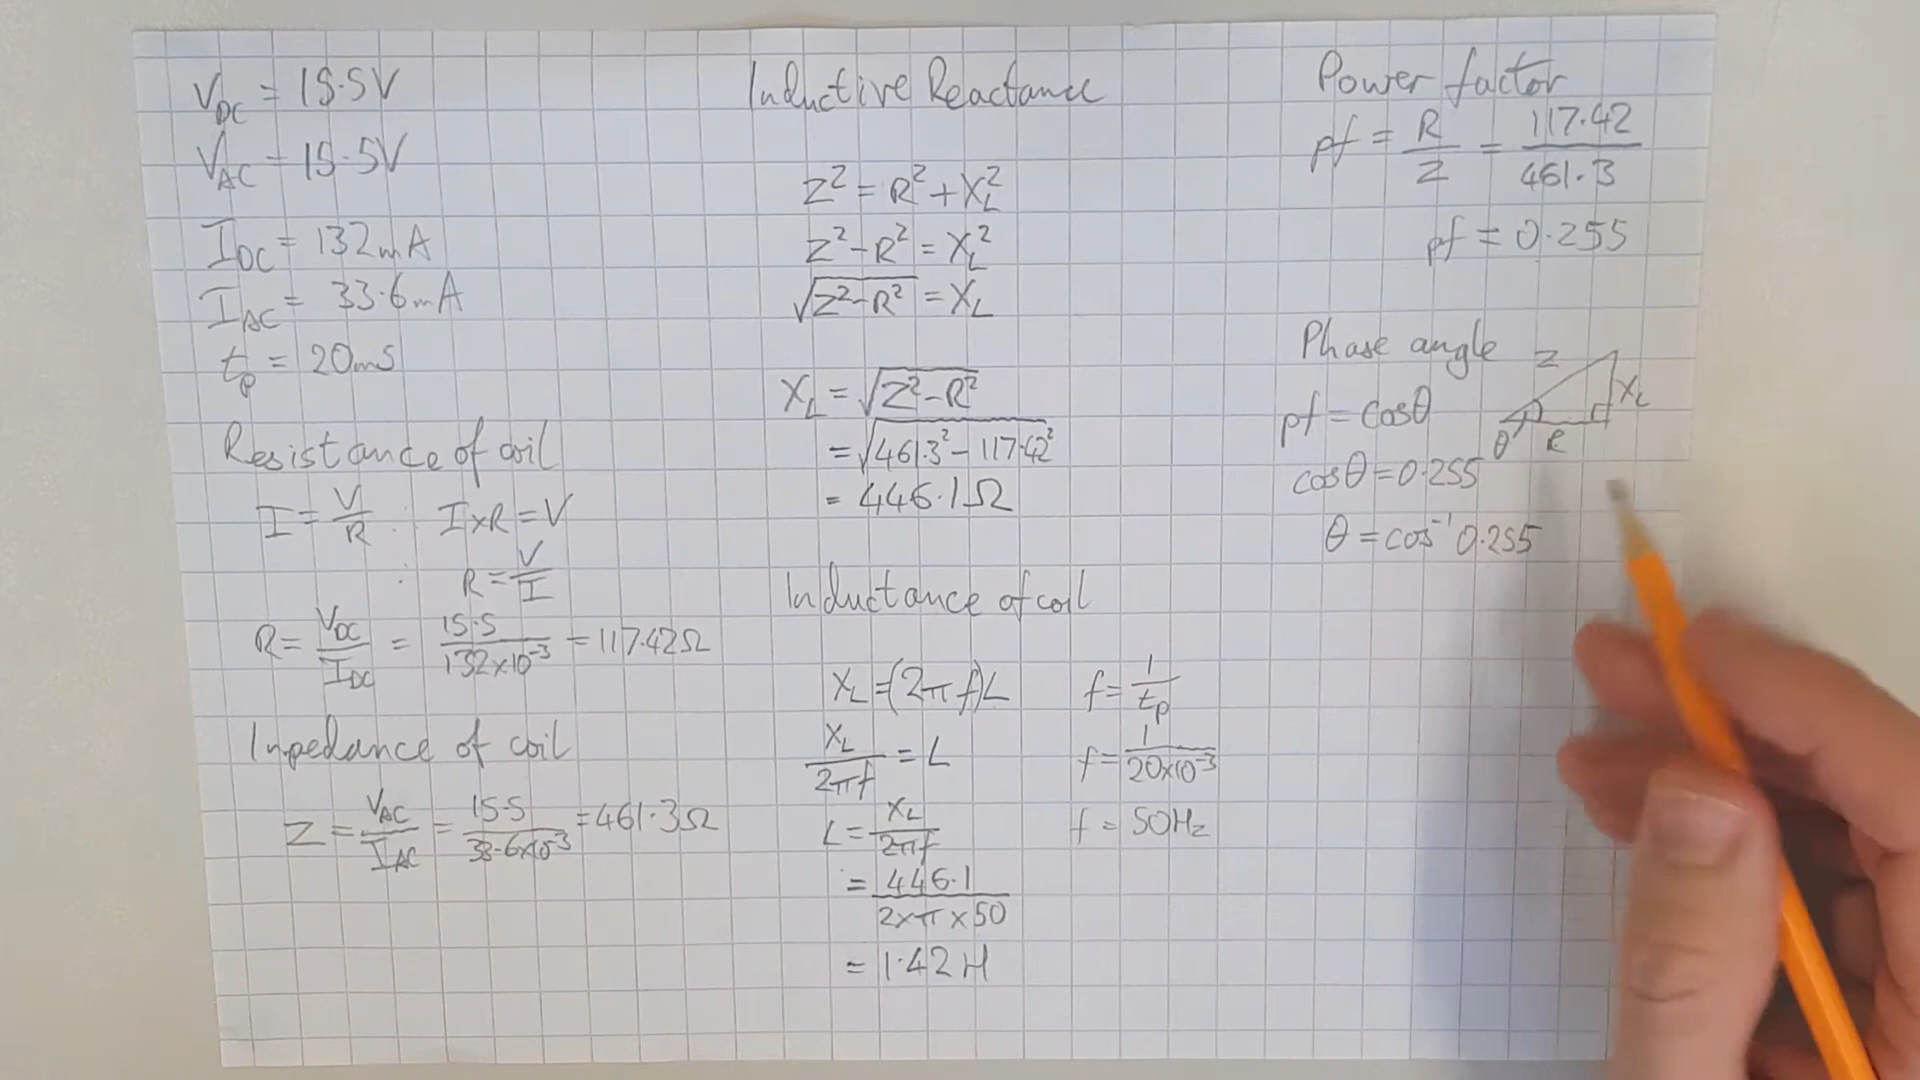 V_DC = 15.5V
V_AC = 15.5V
I_DC = 132mA
I_AC = 33.6mA
t_p = 20ms
Resistance of coil
I = V/R ∴ I×R = V
R = V/I
R = V_DC/I_DC = 15.5/132×10⁻³ = 117.42Ω
Impedance of coil
Z = V_AC/I_AC = 15.5/33.6×10⁻³ = 461.3Ω
Inductive Reactance
Z² = R² + X_L²
Z² - R² = X_L²
√(Z² - R²) = X_L
X_L = √(Z² - R²)
= √(461.3² - 117.42²)
= 446.1Ω
Inductance of coil
X_L = (2πf)L
X_L/2πf = L
L = X_L/2πf
= 446.1/2×π×50
= 1.42H
f = 1/t_p
f = 1/20×10⁻³
f = 50Hz
Power factor
pf = R/Z = 117.42/461.3
pf = 0.255
Phase angle
Z
X_L
θ
R
pf = cosθ
cosθ = 0.255
θ = cos⁻¹ 0.255